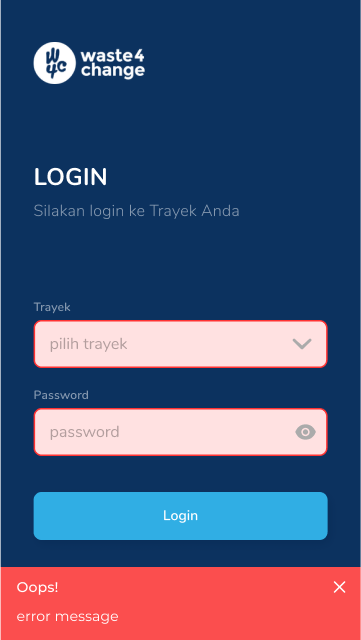 waste4
change
LOGIN
Silakan login ke Trayek Anda
Trayek
pilih trayek
Password
password
Login
Oops!
error message